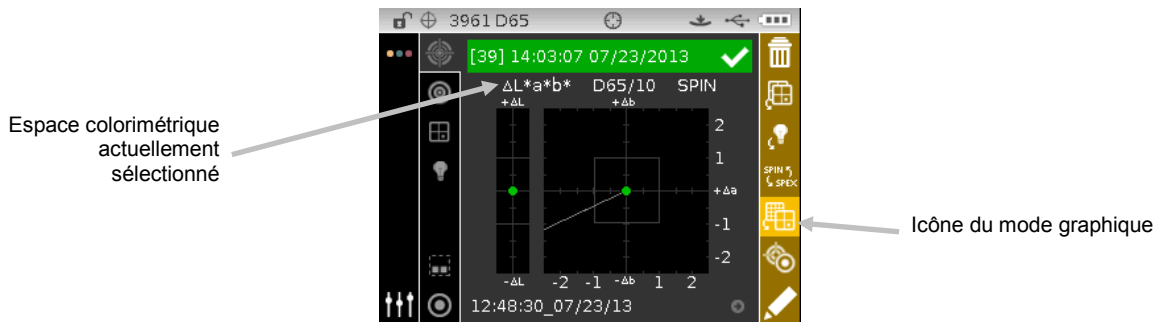 3961 D65
[39] 14:03:07 07/23/2013
ΔL*a*b* D65/10 SPIN
+ΔL +Δb
2
1
+Δa
-1
-2
-ΔL -2 -1 -Δb 1 2
12:48:30_07/23/13
SPIN
SPEX
Espace colorimétrique
actuellement
sélectionné
Icône du mode graphique